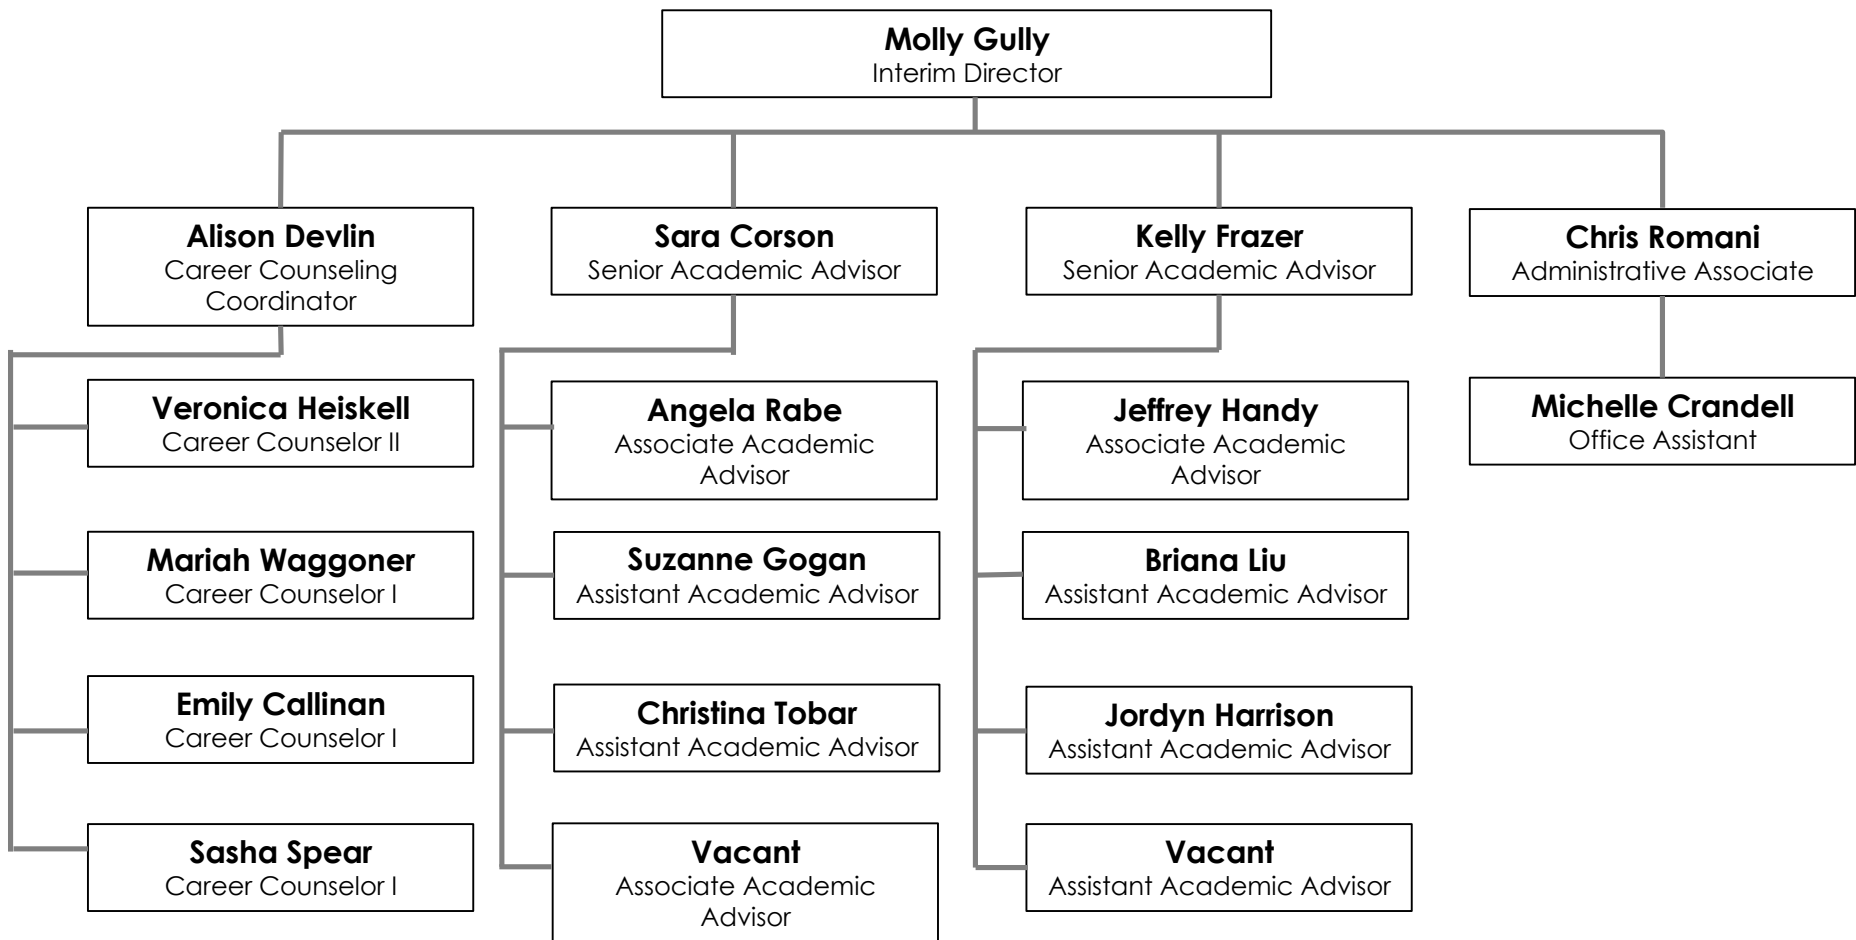 Molly Gully
Interim Director
Alison Devlin
Career Counseling
Coordinator
Sara Corson
Senior Academic Advisor
Kelly Frazer
Senior Academic Advisor
Chris Romani
Administrative Associate
Veronica Heiskell
Career Counselor II
Angela Rabe
Associate Academic
Advisor
Jeffrey Handy
Associate Academic
Advisor
Michelle Crandell
Office Assistant
Mariah Waggoner
Career Counselor I
Suzanne Gogan
Assistant Academic Advisor
Briana Liu
Assistant Academic Advisor
Emily Callinan
Career Counselor I
Christina Tobar
Assistant Academic Advisor
Jordyn Harrison
Assistant Academic Advisor
Sasha Spear
Career Counselor I
Vacant
Associate Academic
Advisor
Vacant
Assistant Academic Advisor